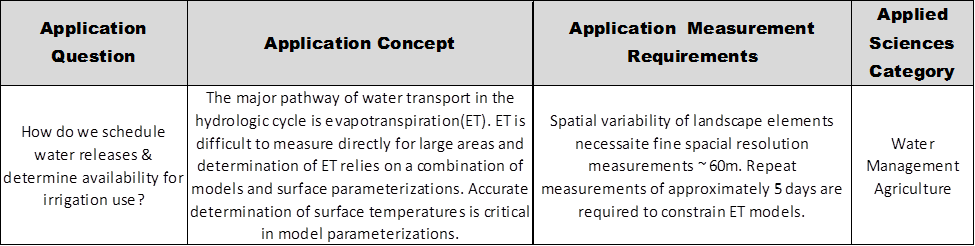 Application
Question
Application Concept
Application Measurement
Requirements
Applied
Sciences
Category
How do we schedule
water releases &
determine availability for
irrigation use?
The major pathway of water transport in the
hydrologic cycle is evapotranspiration(ET). ET is
difficult to measure directly for large areas and
determination of ET relies on a combination of
models and surface parameterizations. Accurate
determination of surface temperatures is critical
in model parameterizations.
Spatial variability of landscape elements
necessaite fine spacial resolution
measurements ~ 60m. Repeat
measurements of approximately 5 days are
required to constrain ET models.
Water
Management
Agriculture